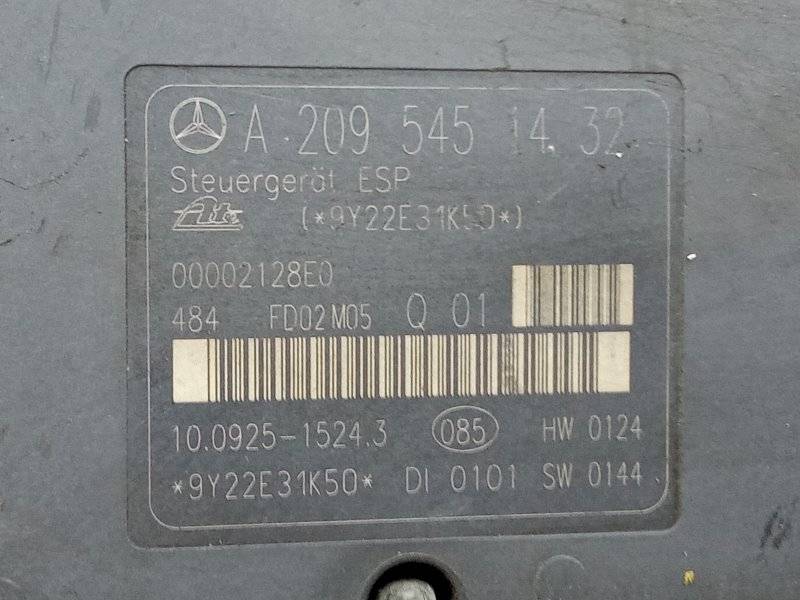 A 209 545 14 32
Steuergerät ESP
Ate (*9Y22E31K50*)
00002128E0
484 FD02M05 Q 01
10.0925-1524.3 085 HW 0124
*9Y22E31K50* DI 0101 SW 0144